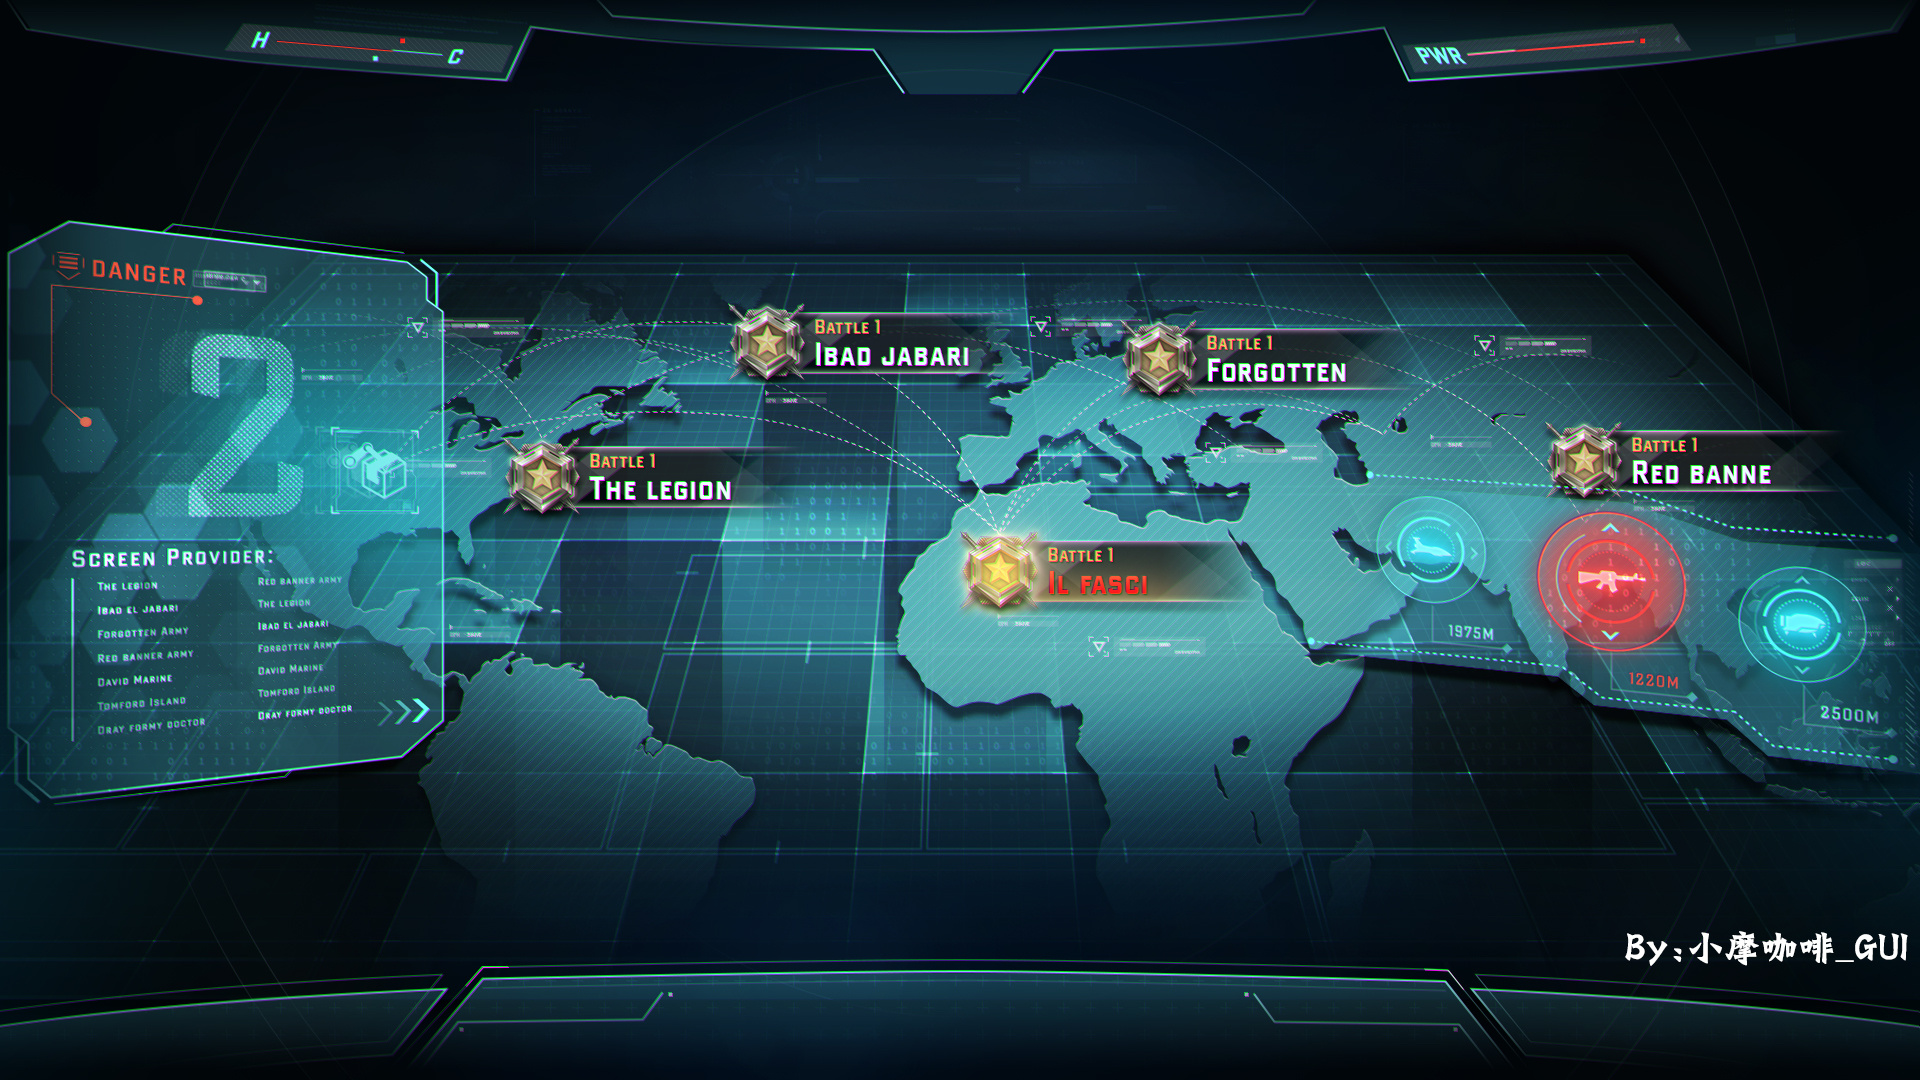 H
C
PWR
DANGER
2
SCREEN PROVIDER:
THE LEGION
IBAD EL JABARI
FORGOTTEN ARMY
RED BANNER ARMY
DAVID MARINE
TOMFORD ISLAND
DRAY FORMY DOCTOR
RED BANNER ARMY
THE LEGION
IBAD EL JABARI
FORGOTTEN ARMY
DAVID MARINE
TOMFORD ISLAND
DRAY FORMY DOCTOR
BATTLE 1
IBAD JABARI
BATTLE 1
FORGOTTEN
BATTLE 1
THE LEGION
BATTLE 1
RED BANNE
BATTLE 1
IL FASCI
1975M
1220M
2500M
By;小摩咖啡_GUI